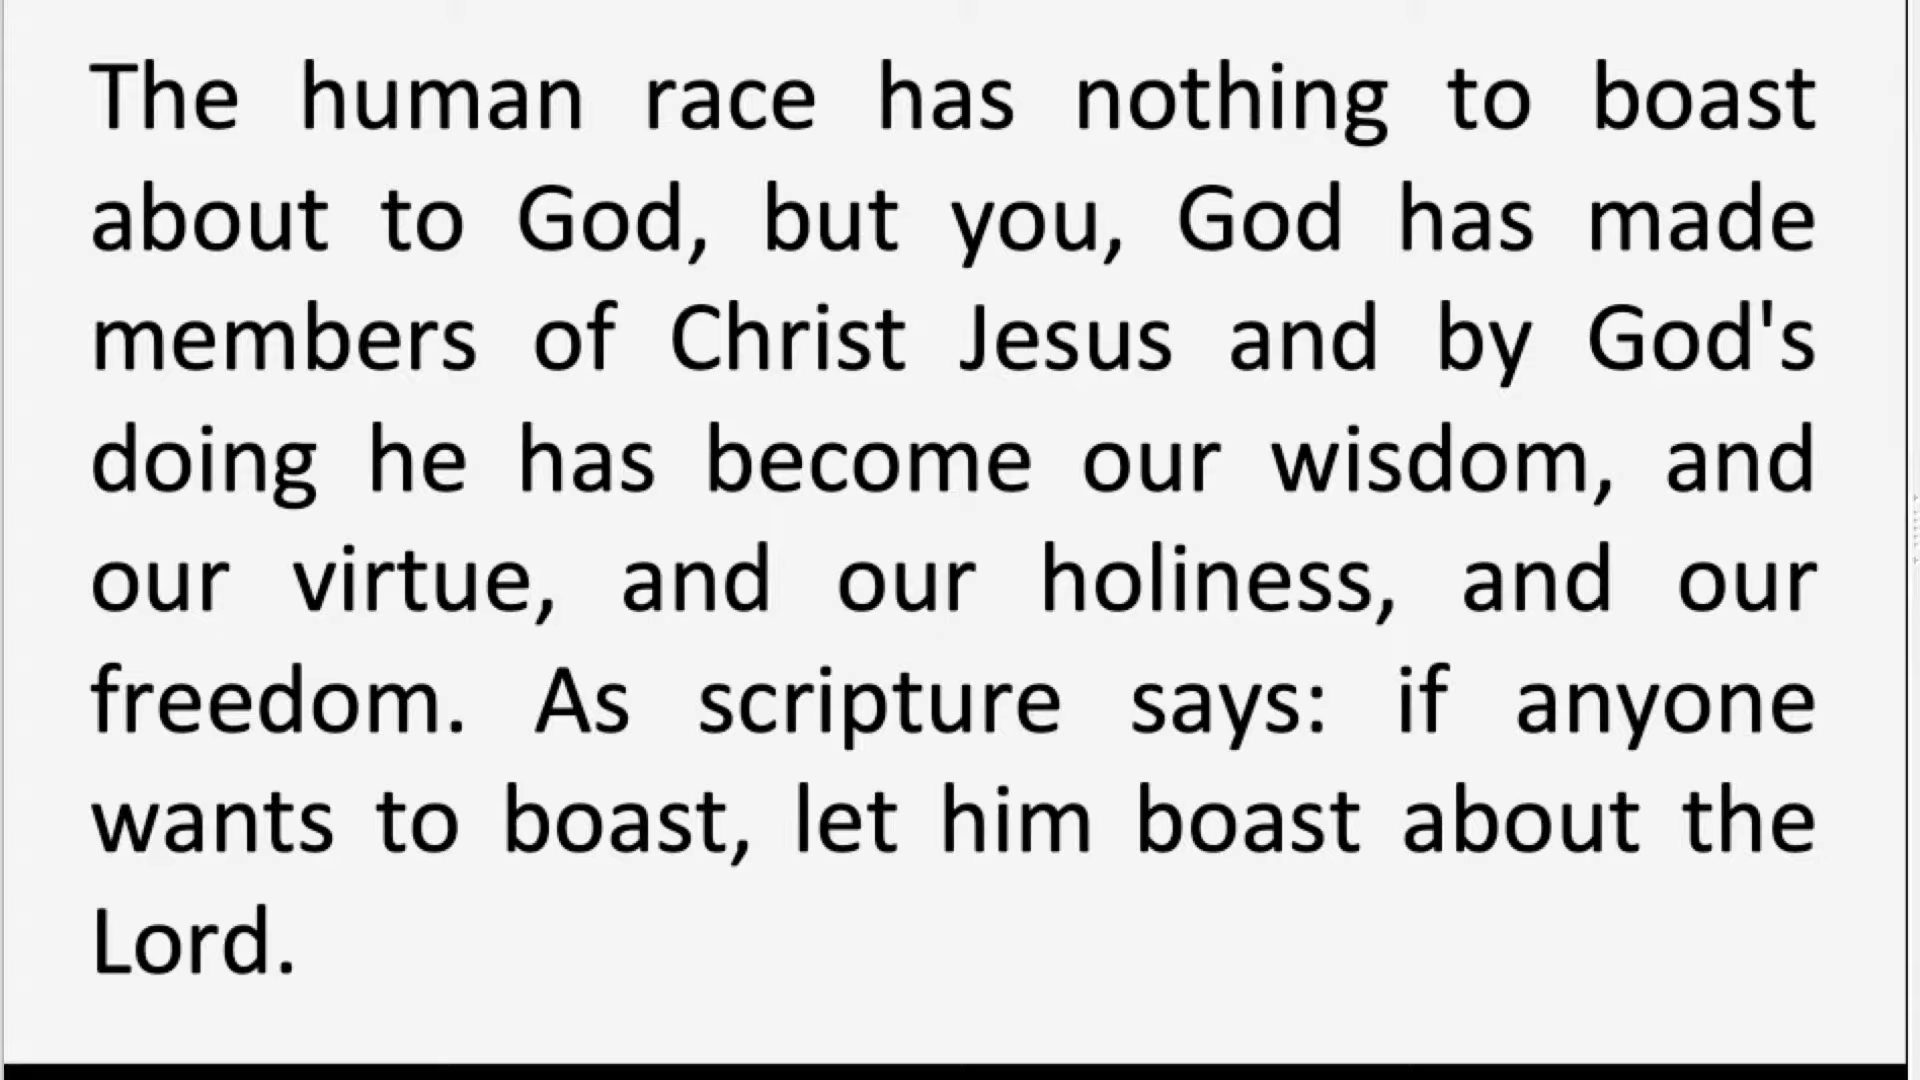 The human race has nothing to boast
about to God, but you, God has made
members of Christ Jesus and by God's
doing he has become our wisdom, and
our virtue, and our holiness, and our
freedom. As scripture says: if anyone
wants to boast, let him boast about the
Lord.